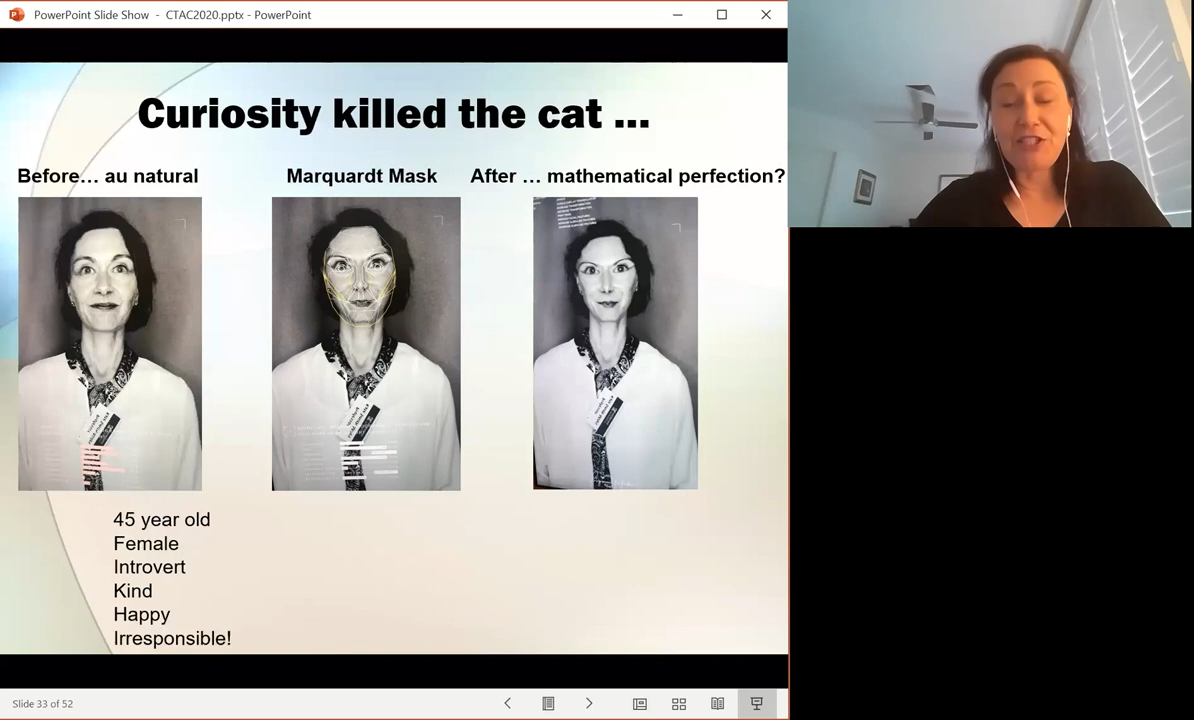 PowerPoint Slide Show - CTAC2020.pptx - PowerPoint
Curiosity killed the cat ...
Before... au natural
Marquardt Mask
After ... mathematical perfection?
45 year old
Female
Introvert
Kind
Happy
Irresponsible!
Slide 33 of 52